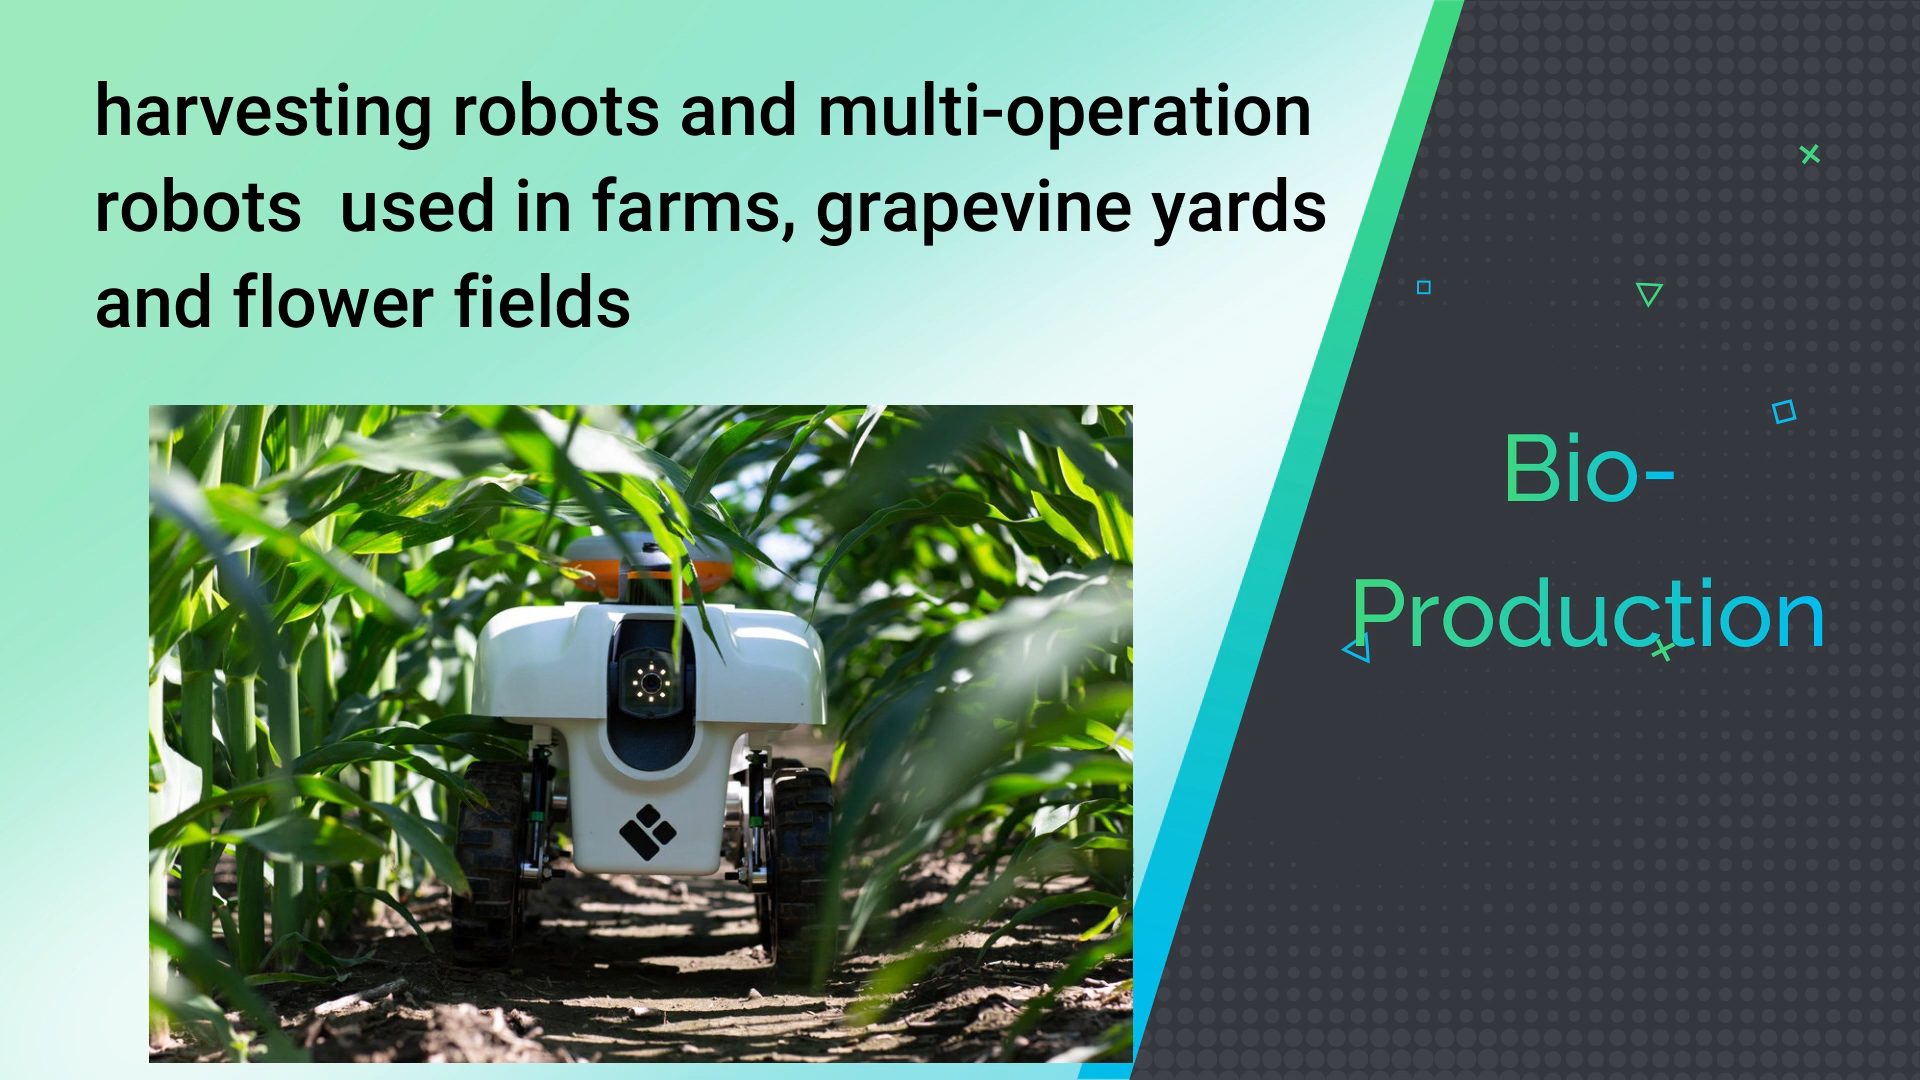 harvesting robots and multi-operation
robots  used in farms, grapevine yards
and flower fields
Bio-
Production